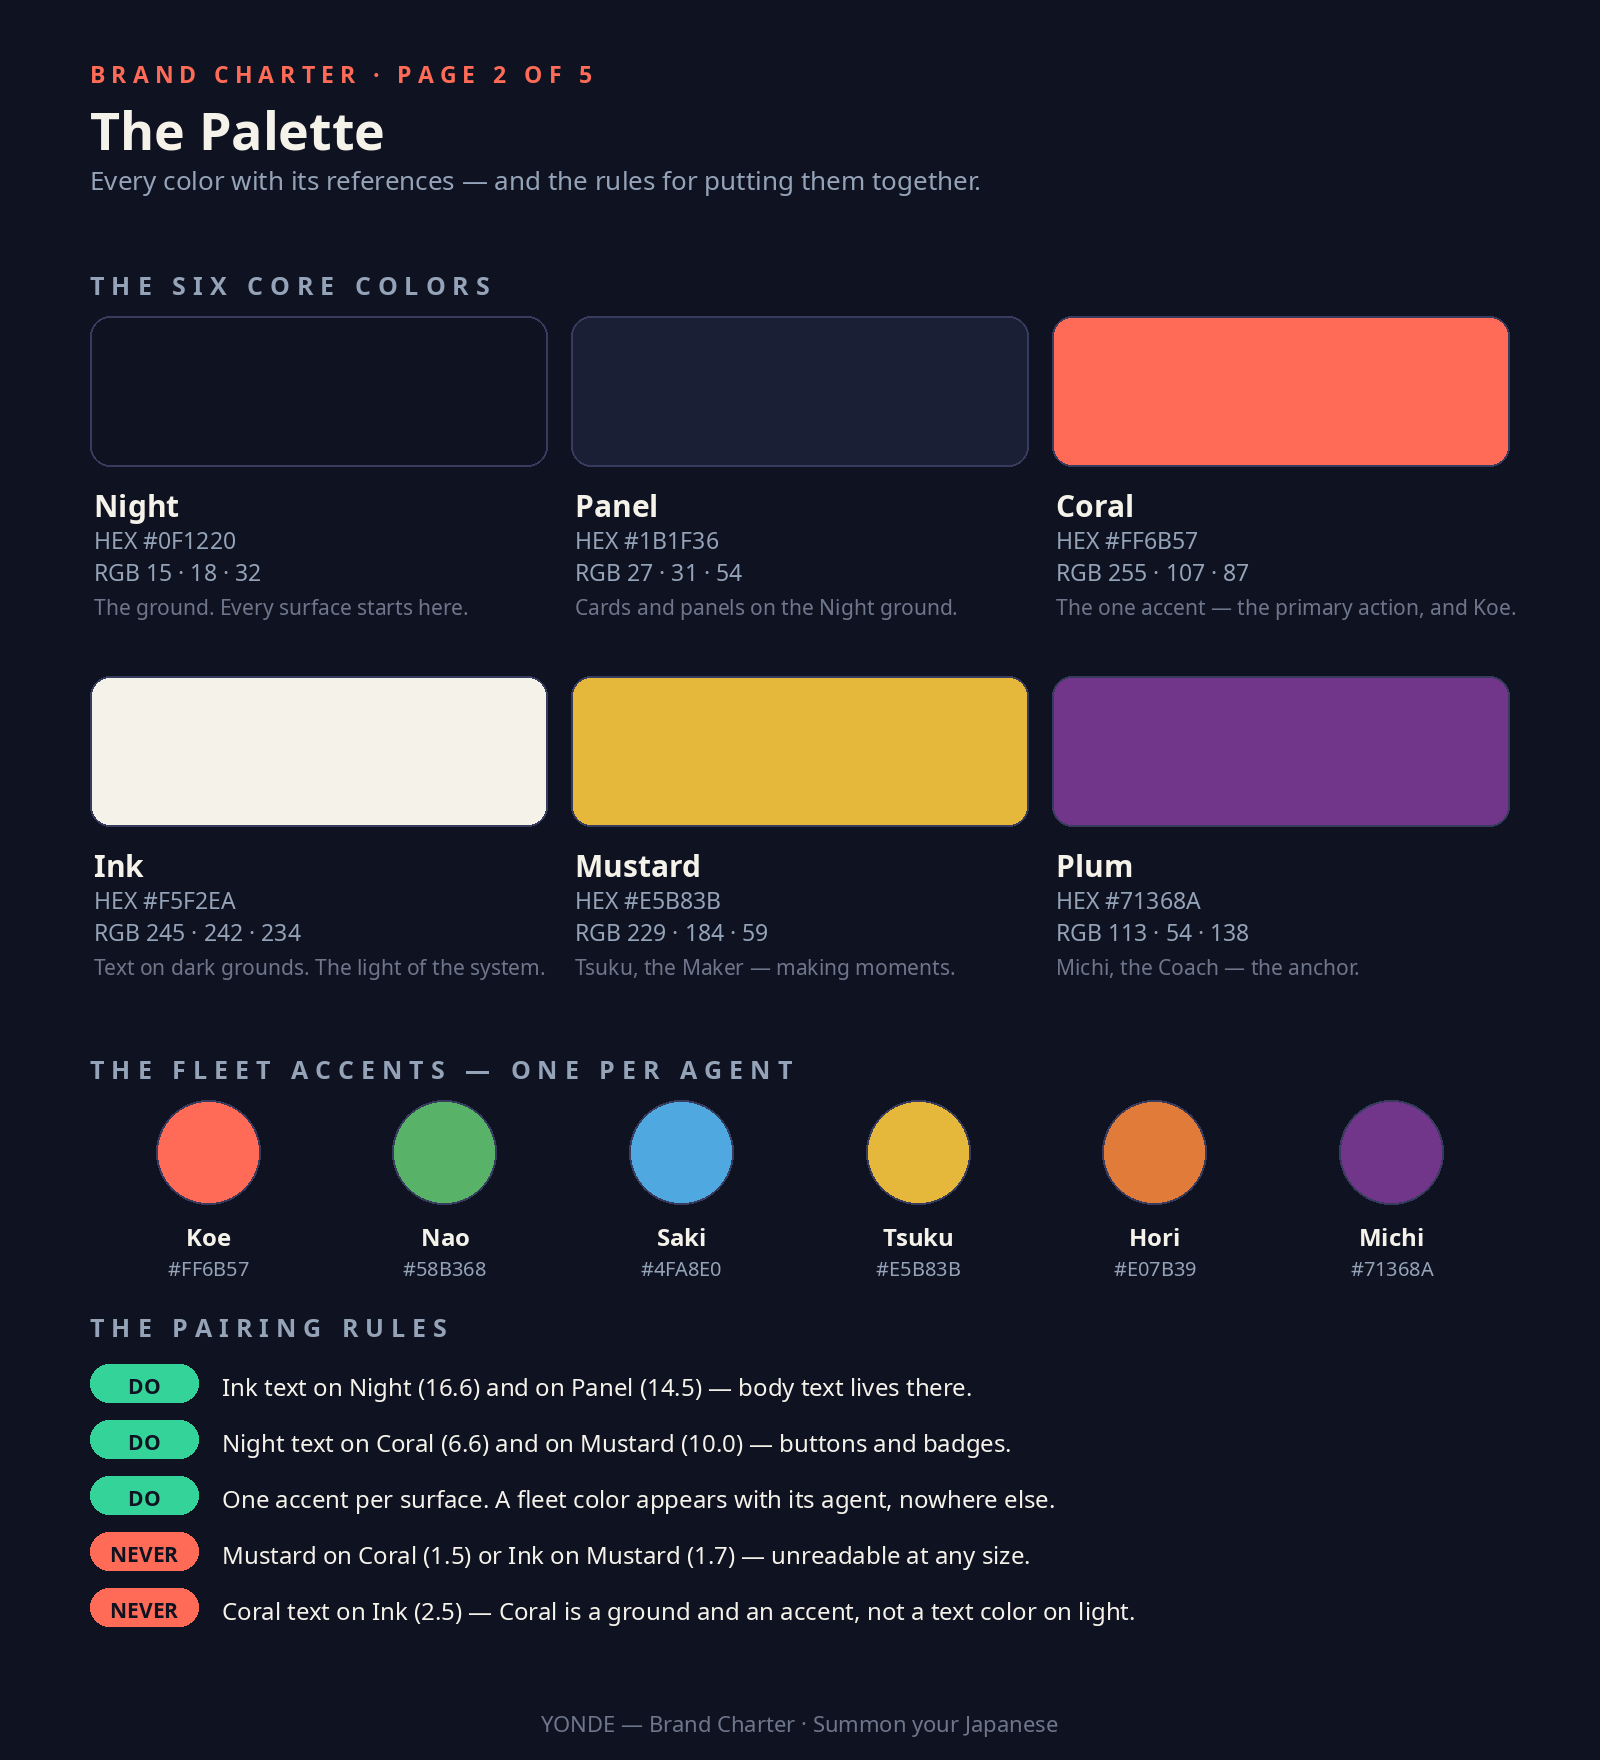 BRAND CHARTER · PAGE 2 OF 5
The Palette
Every color with its references — and the rules for putting them together.
THE SIX CORE COLORS
Night
HEX #0F1220
RGB 15 · 18 · 32
The ground. Every surface starts here.
Panel
HEX #1B1F36
RGB 27 · 31 · 54
Cards and panels on the Night ground.
Coral
HEX #FF6B57
RGB 255 · 107 · 87
The one accent — the primary action, and Koe.
Ink
HEX #F5F2EA
RGB 245 · 242 · 234
Text on dark grounds. The light of the system.
Mustard
HEX #E5B83B
RGB 229 · 184 · 59
Tsuku, the Maker — making moments.
Plum
HEX #71368A
RGB 113 · 54 · 138
Michi, the Coach — the anchor.
THE FLEET ACCENTS — ONE PER AGENT
Koe
#FF6B57
Nao
#58B368
Saki
#4FA8E0
Tsuku
#E5B83B
Hori
#E07B39
Michi
#71368A
THE PAIRING RULES
DO Ink text on Night (16.6) and on Panel (14.5) — body text lives there.
DO Night text on Coral (6.6) and on Mustard (10.0) — buttons and badges.
DO One accent per surface. A fleet color appears with its agent, nowhere else.
NEVER Mustard on Coral (1.5) or Ink on Mustard (1.7) — unreadable at any size.
NEVER Coral text on Ink (2.5) — Coral is a ground and an accent, not a text color on light.
YONDE — Brand Charter · Summon your Japanese